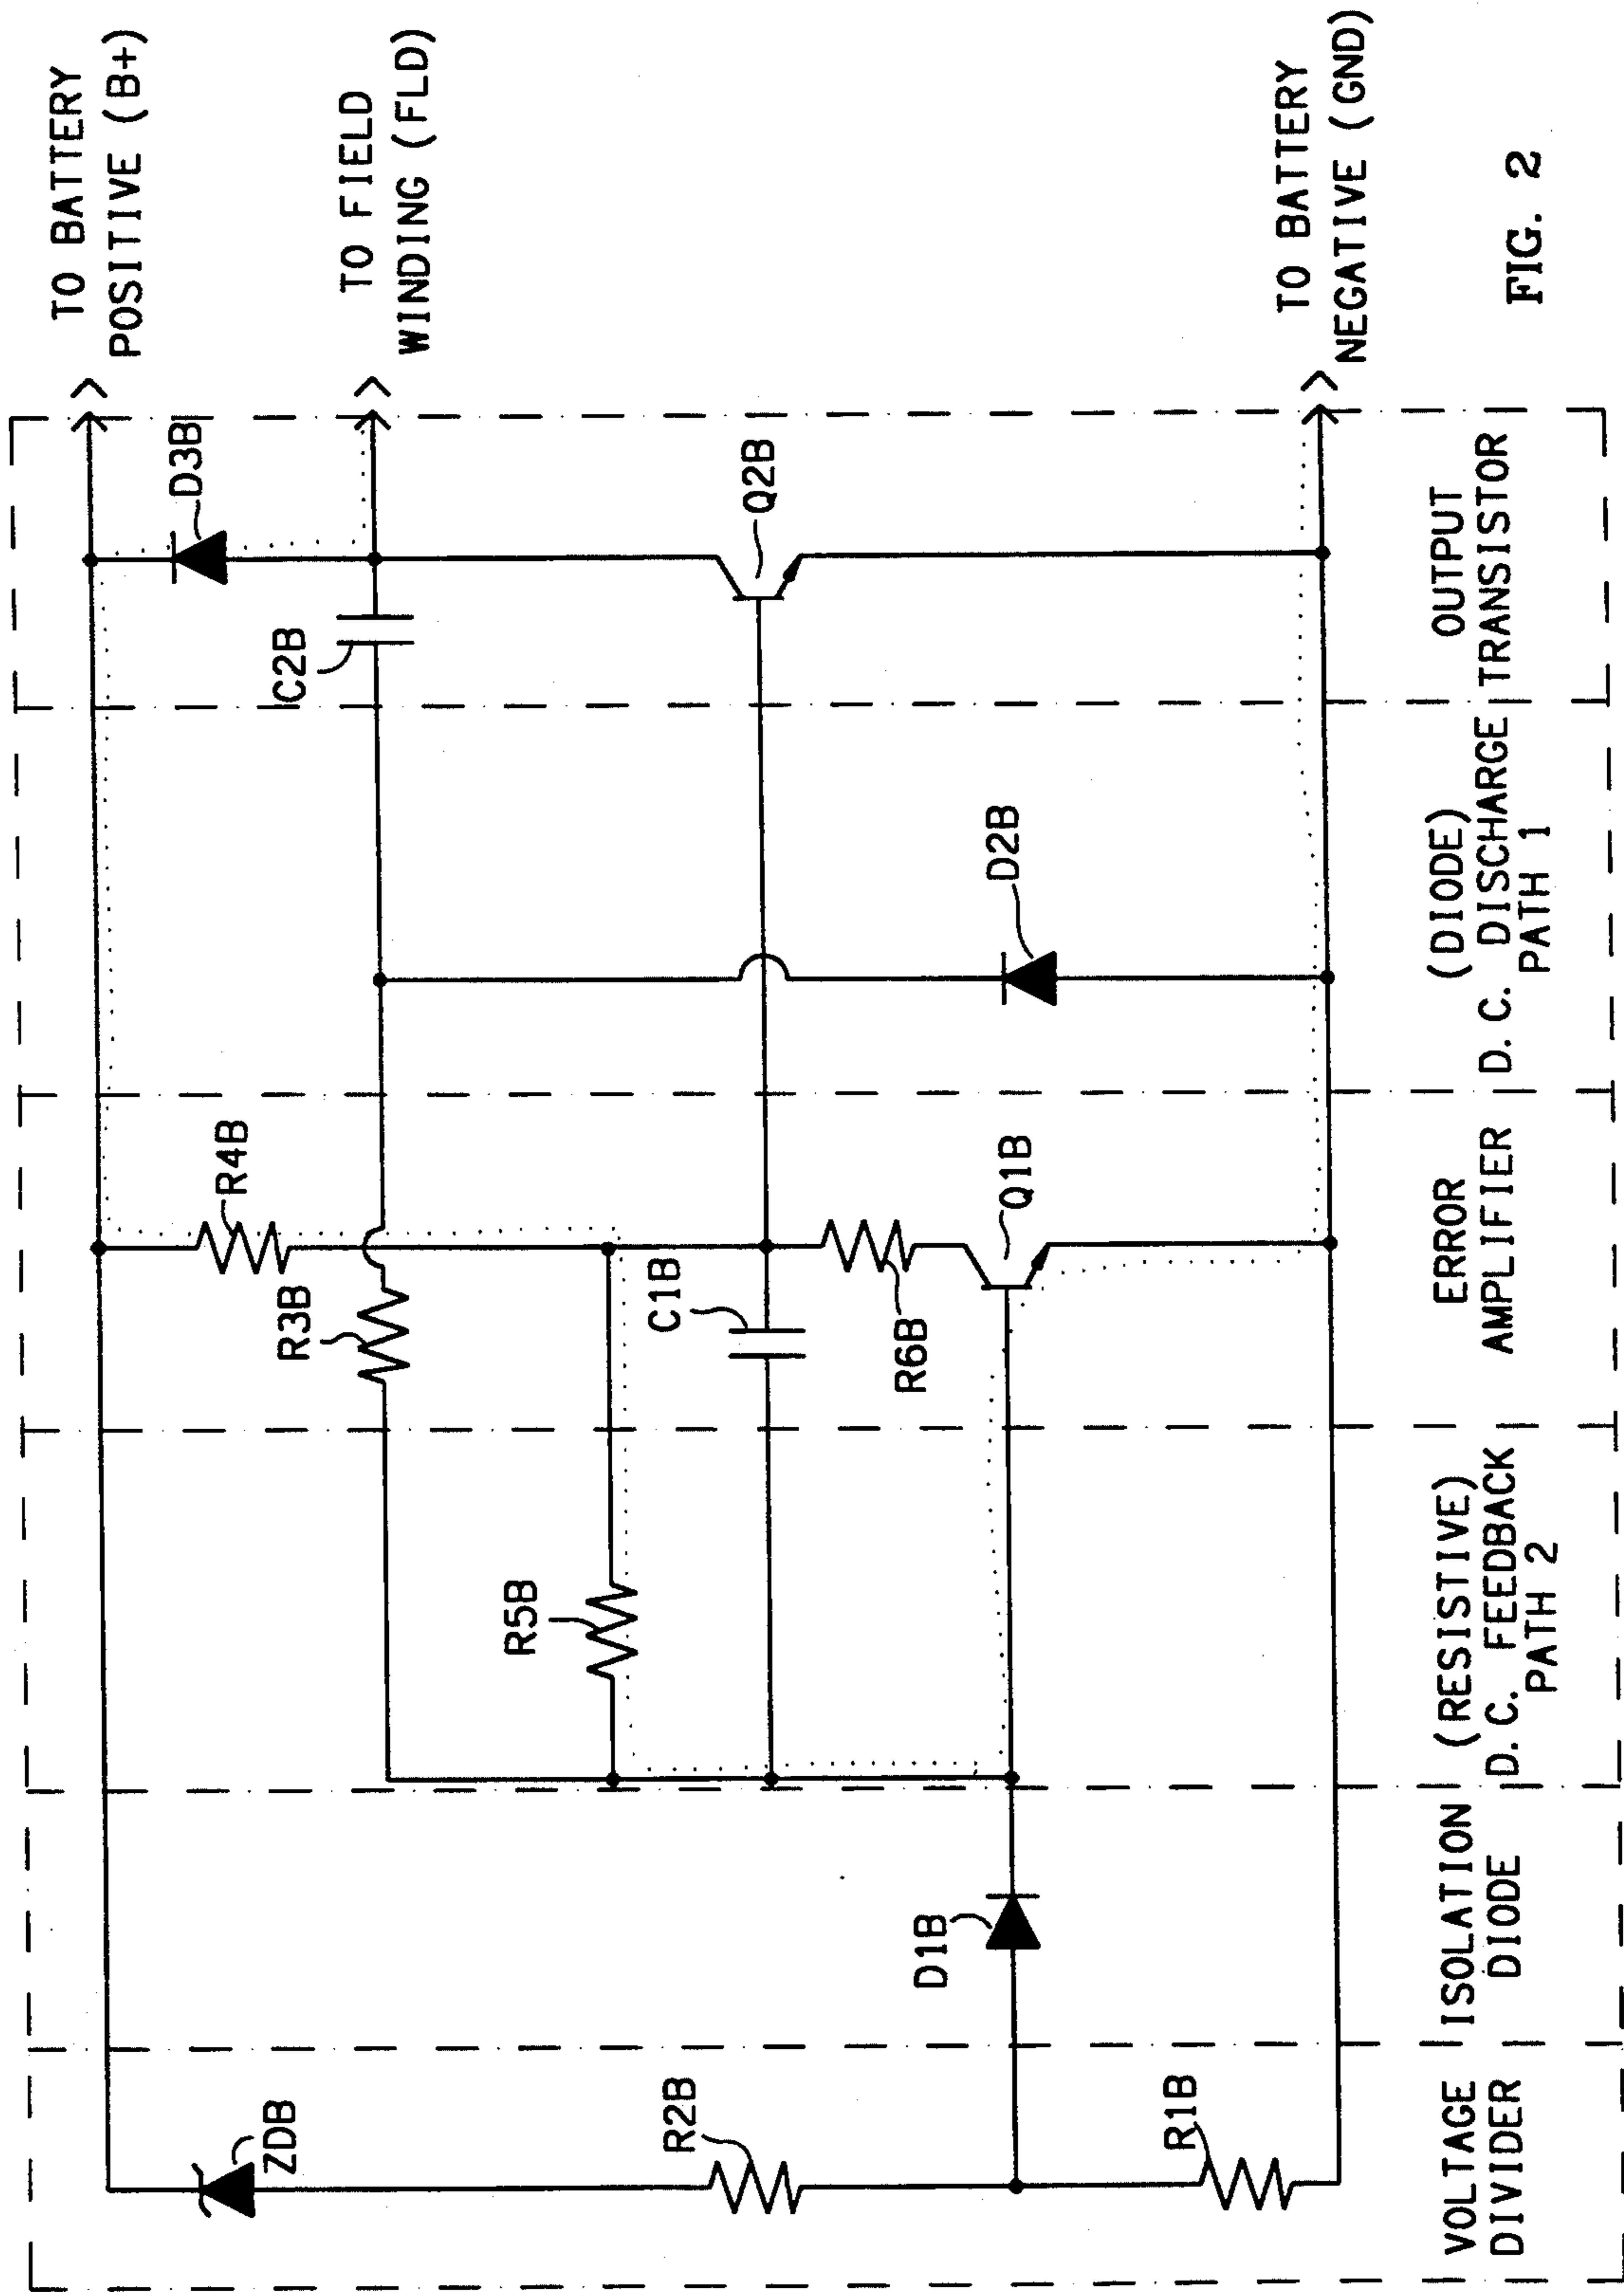 TO BATTERY
POSITIVE (B+)
TO FIELD
WINDING (FLD)
TO BATTERY
NEGATIVE (GND)
ZDB
R2B
R1B
D1B
R5B
R3B
R4B
C1B
R6B
Q1B
D2B
C2B
D3B
Q2B
VOLTAGE
DIVIDER
ISOLATION
DIODE
(RESISTIVE)
D.C. FEEDBACK
PATH 2
ERROR
AMPLIFIER
(DIODE)
D.C. DISCHARGE
PATH 1
OUTPUT
TRANSISTOR
FIG. 2